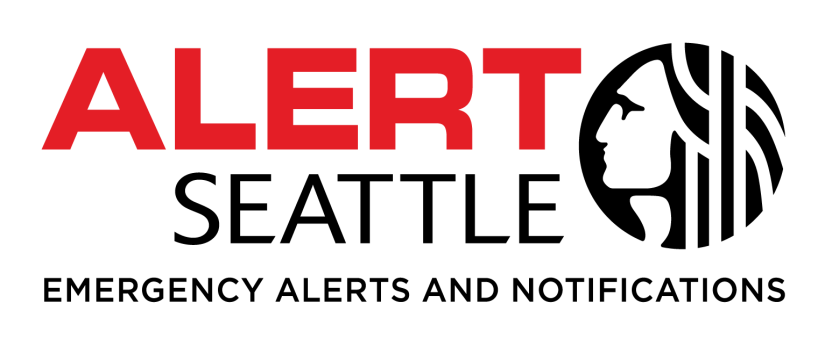 ALERT
SEATTLE
EMERGENCY ALERTS AND NOTIFICATIONS